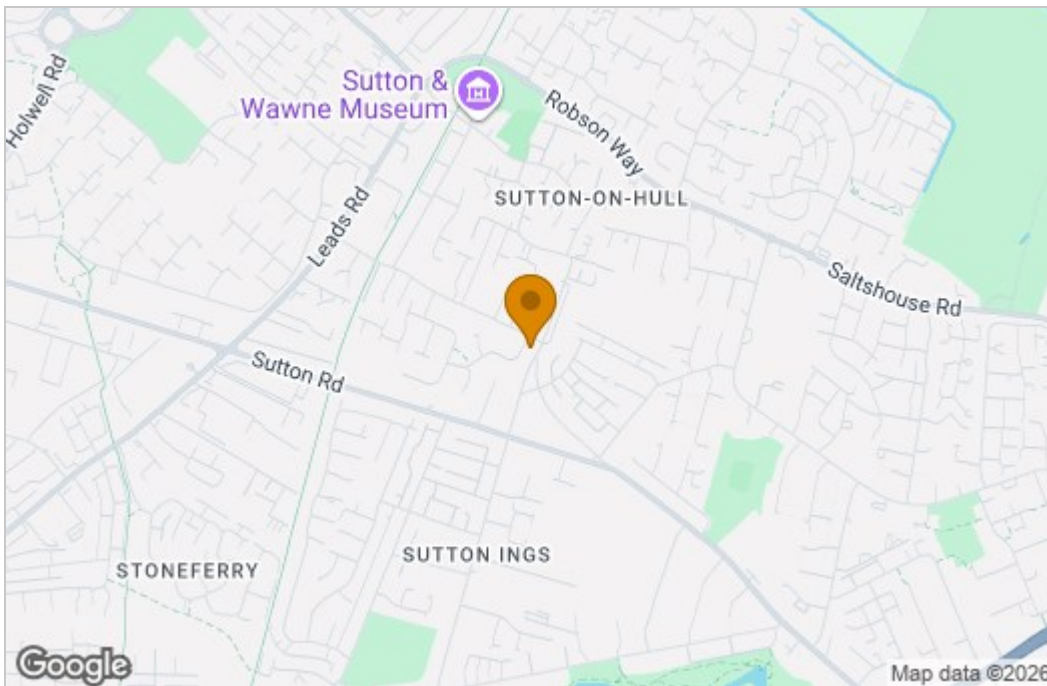 Holwell Rd
Sutton &
Wawne Museum
Robson Way
SUTTON-ON-HULL
Leads Rd
Saltshouse Rd
Sutton Rd
SUTTON INGS
STONEFERRY
Google
Map data ©2026